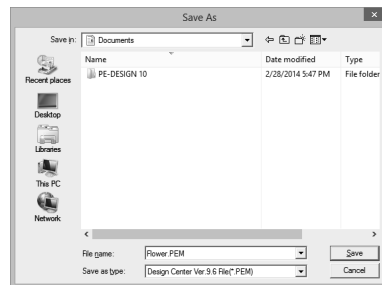 Save As
Save in:
Documents
Name
Date modified
Type
PE-DESIGN 10
2/28/2014 5:47 PM
File folder
Recent places
Desktop
Libraries
This PC
Network
File name:
Flower.PEM
Save
Save as type:
Design Center Ver.9.6 File(*.PEM)
Cancel